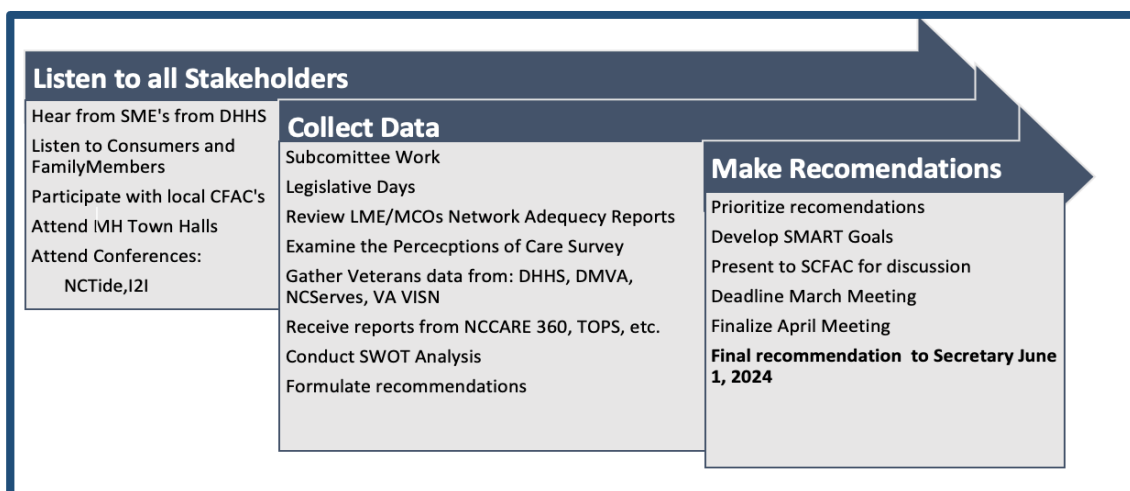 Listen to all Stakeholders
Hear from SME's from DHHS
Listen to Consumers and
FamilyMembers
Participate with local CFAC's
Attend MH Town Halls
Attend Conferences:
NCTide,I2I
Collect Data
Subcomittee Work
Legislative Days
Review LME/MCOs Network Adequecy Reports
Examine the Percecptions of Care Survey
Gather Veterans data from: DHHS, DMVA,
NCServes, VA VISN
Receive reports from NCCARE 360, TOPS, etc.
Conduct SWOT Analysis
Formulate recommendations
Make Recomendations
Prioritize recomendations
Develop SMART Goals
Present to SCFAC for discussion
Deadline March Meeting
Finalize April Meeting
Final recommendation  to Secretary June
1, 2024